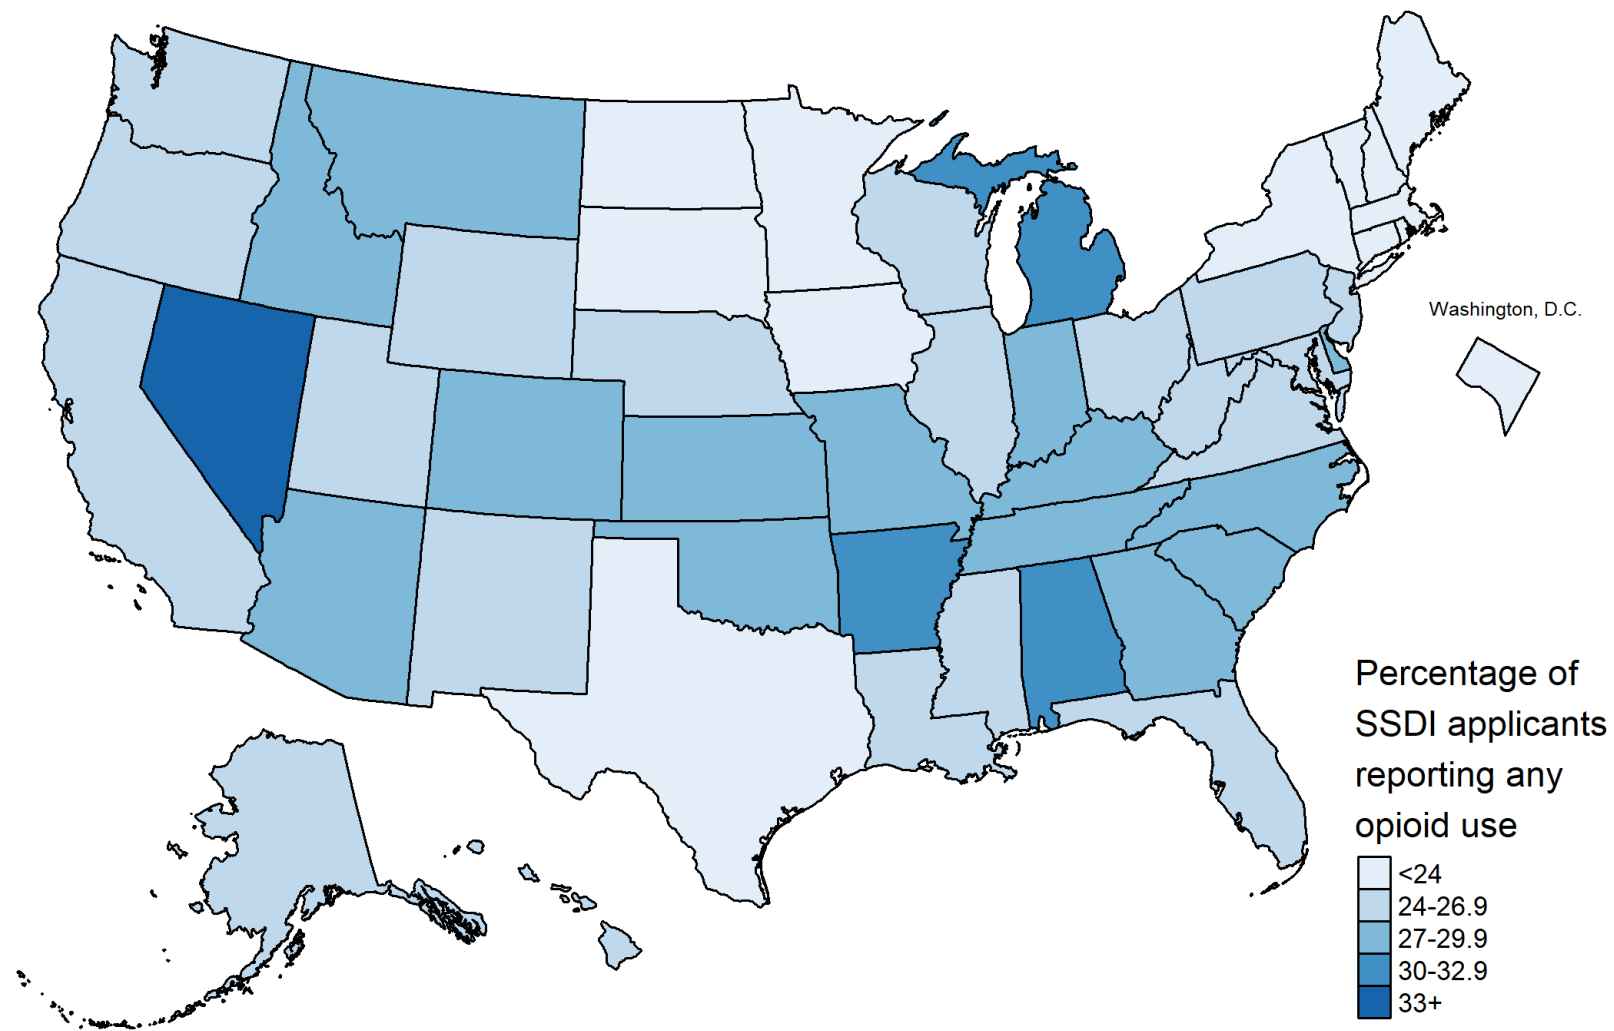 Washington, D.C.
Percentage of
SSDI applicants
reporting any
opioid use
<24
24-26.9
27-29.9
30-32.9
33+